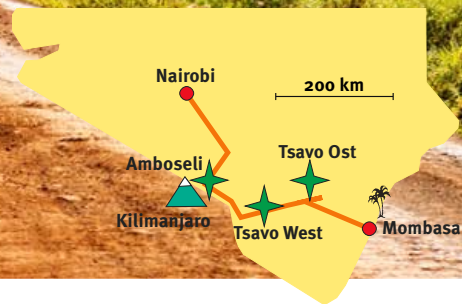 Nairobi
200 km
Amboseli
Tsavo Ost
Kilimanjaro
Tsavo West
Mombasa